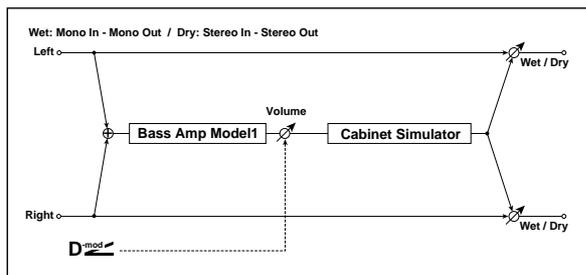 Wet: Mono In - Mono Out / Dry: Stereo In - Stereo Out
Left
Wet / Dry
Volume
Bass Amp Model1
Cabinet Simulator
Right
Wet / Dry
D-mod